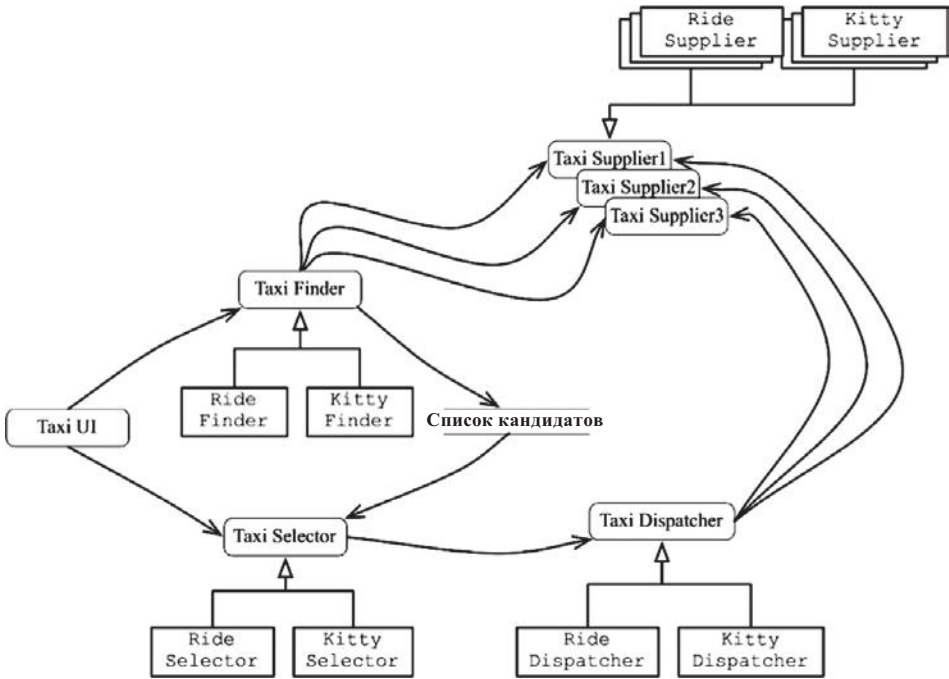 Ride
Supplier
Kitty
Supplier
Taxi Supplier1
Taxi Supplier2
Taxi Supplier3
Taxi Finder
Ride
Finder
Kitty
Finder
Taxi UI
Список кандидатов
Taxi Selector
Taxi Dispatcher
Ride
Selector
Kitty
Selector
Ride
Dispatcher
Kitty
Dispatcher